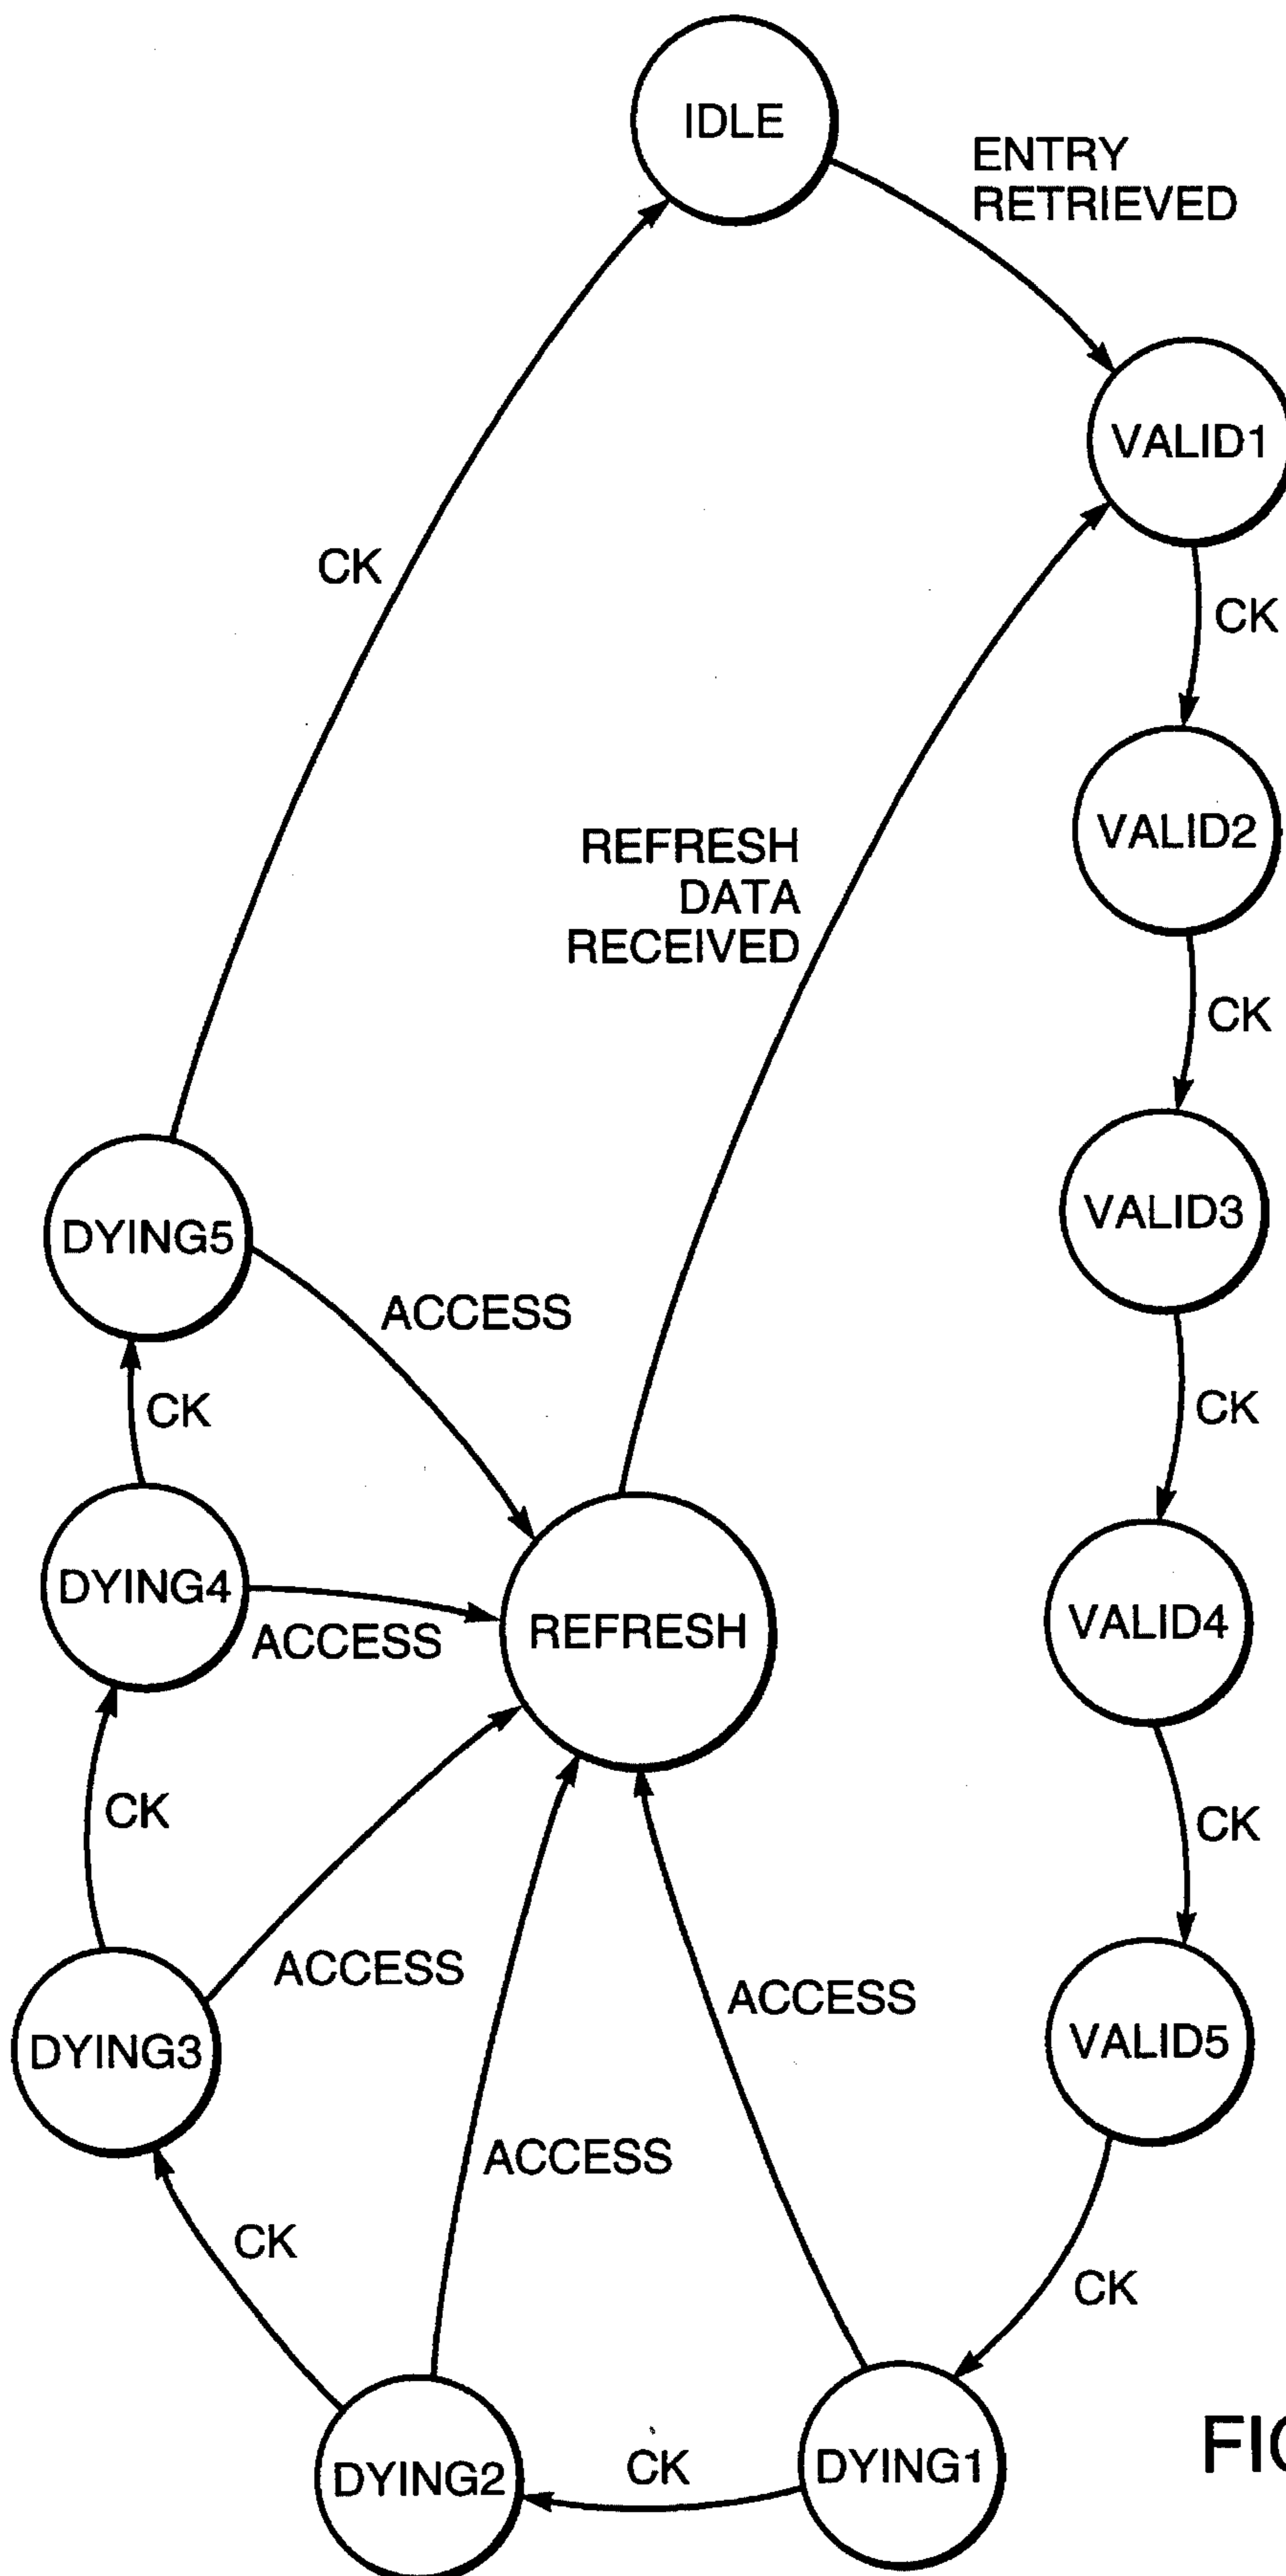 IDLE
ENTRY
RETRIEVED
VALID1
CK
CK
VALID2
REFRESH
DATA
RECEIVED
CK
VALID3
DYING5
ACCESS
CK
CK
DYING4
ACCESS
REFRESH
VALID4
CK
CK
ACCESS
ACCESS
DYING3
VALID5
ACCESS
CK
CK
DYING2
CK
DYING1